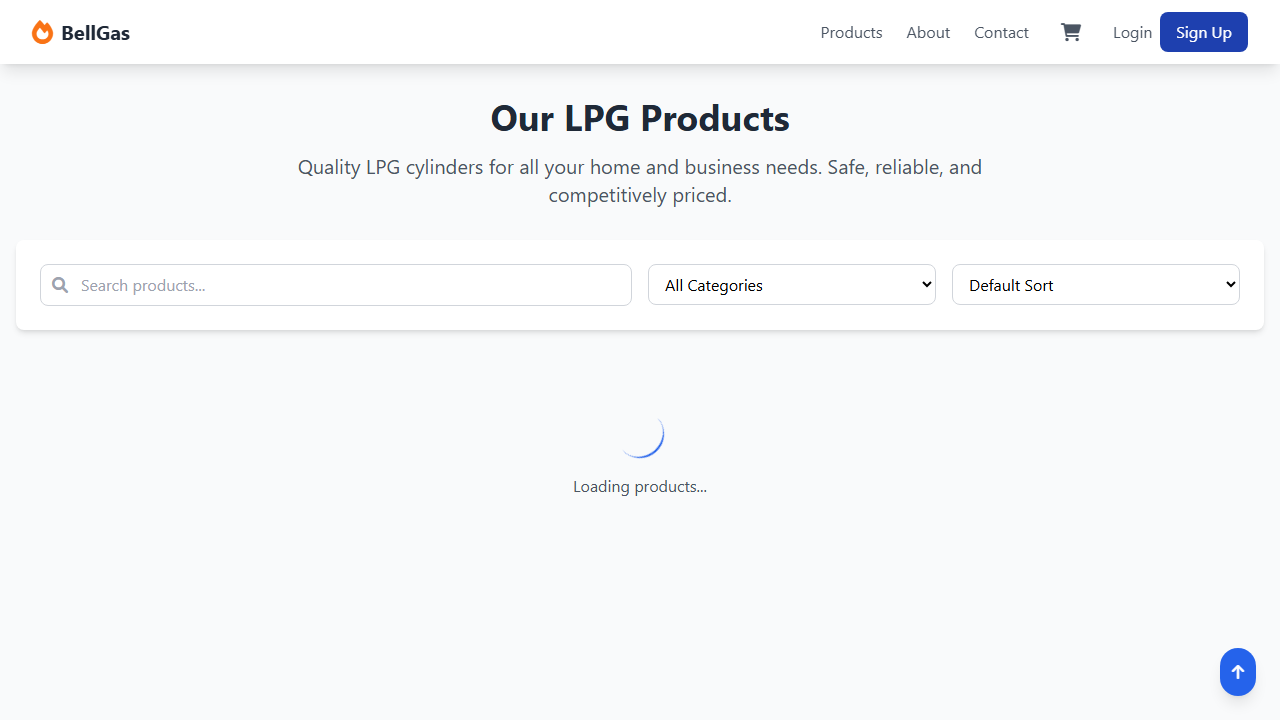 BellGas
Products
About
Contact
Login
Sign Up
Our LPG Products
Quality LPG cylinders for all your home and business needs. Safe, reliable, and
competitively priced.
Search products...
All Categories
Default Sort
Loading products...